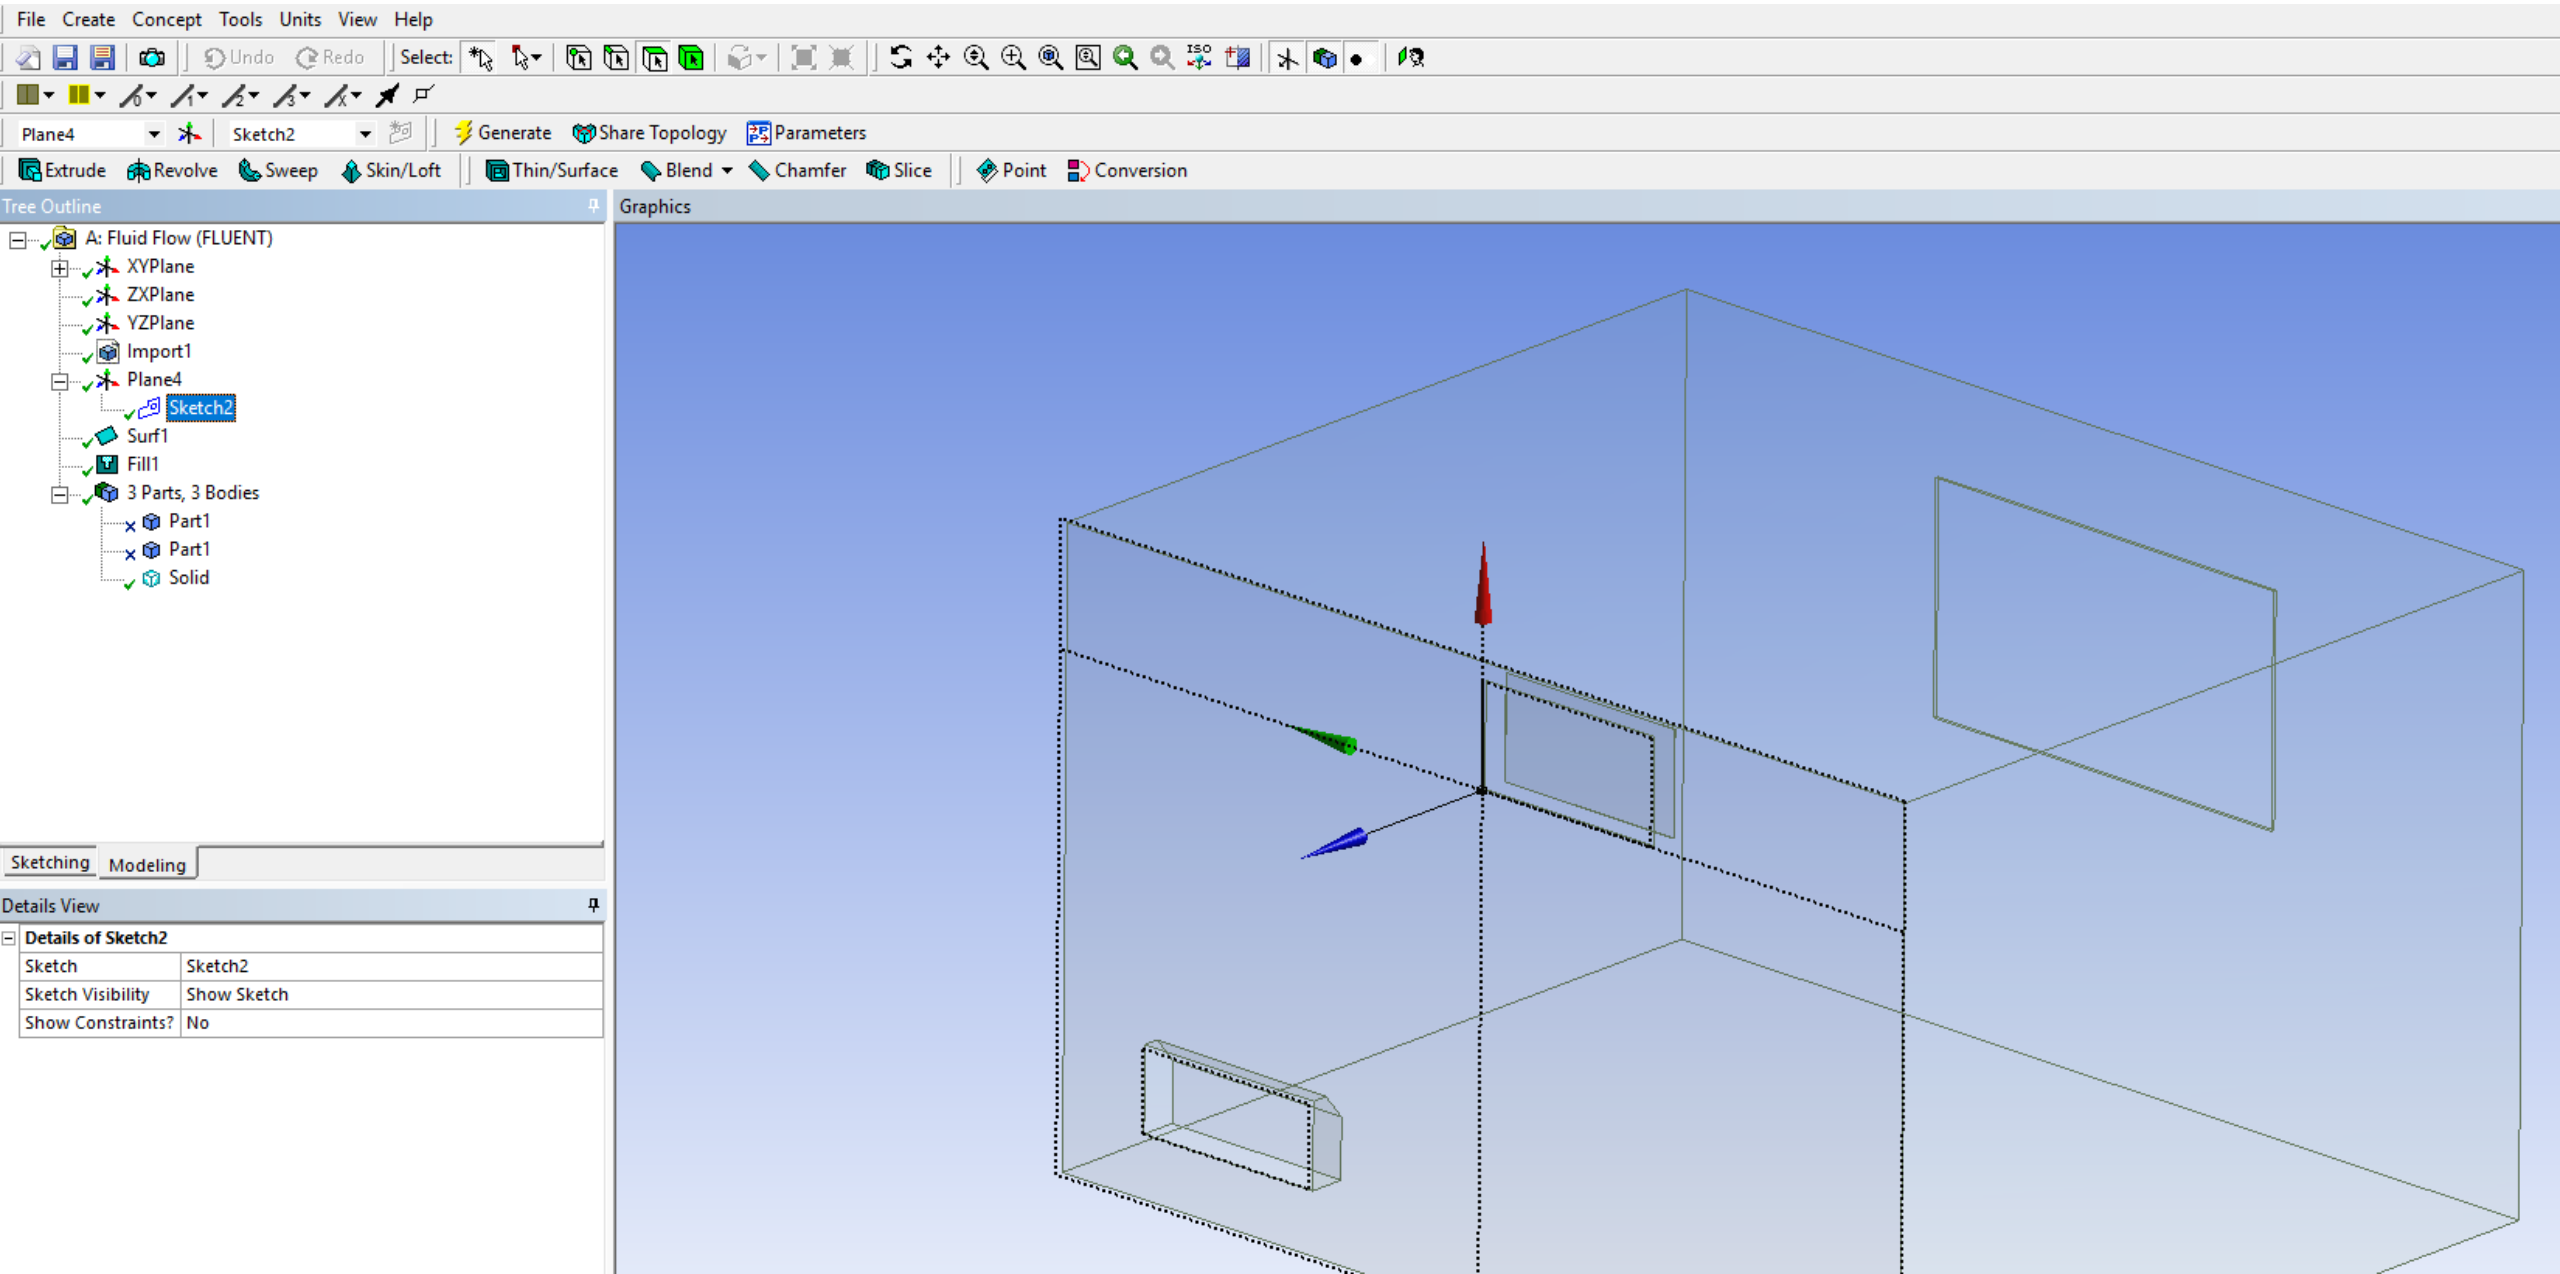 File Create Concept Tools Units View Help
Undo Redo Select: ISO
Plane4 Sketch2 Generate Share Topology Parameters
Extrude Revolve Sweep Skin/Loft Thin/Surface Blend Chamfer Slice Point Conversion
Tree Outline
Graphics
A: Fluid Flow (FLUENT)
XYPlane
ZXPlane
YZPlane
Import1
Plane4
Sketch2
Surf1
Fill1
3 Parts, 3 Bodies
Part1
Part1
Solid
Sketching Modeling
Details View
Details of Sketch2
Sketch Sketch2
Sketch Visibility Show Sketch
Show Constraints? No